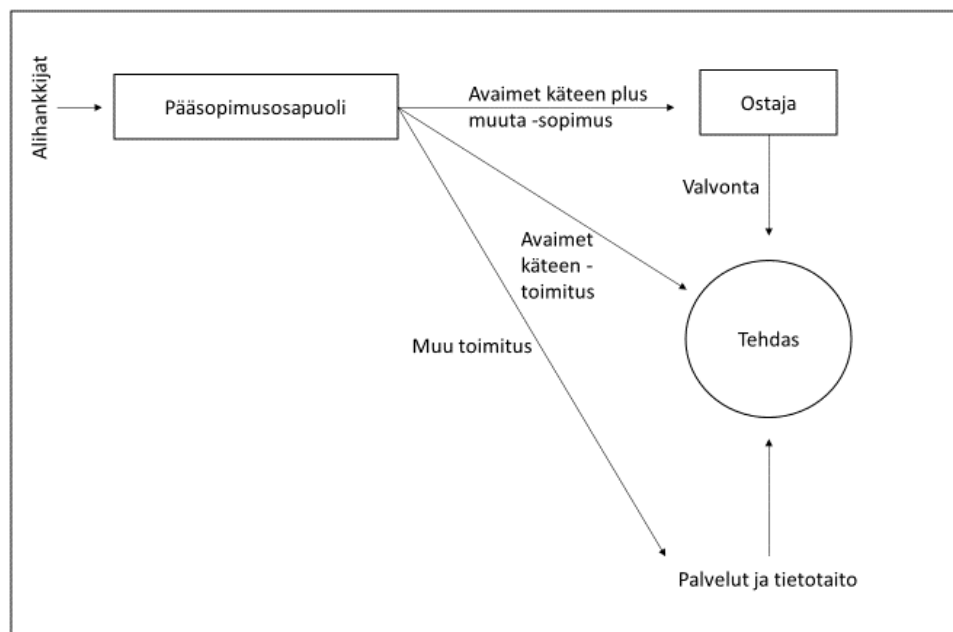 Alihankkijat
Pääsopimusosapuoli
Avaimet käteen plus
muuta -sopimus
Ostaja
Valvonta
Avaimet
käteen -
toimitus
Muu toimitus
Tehdas
Palvelut ja tietotaito